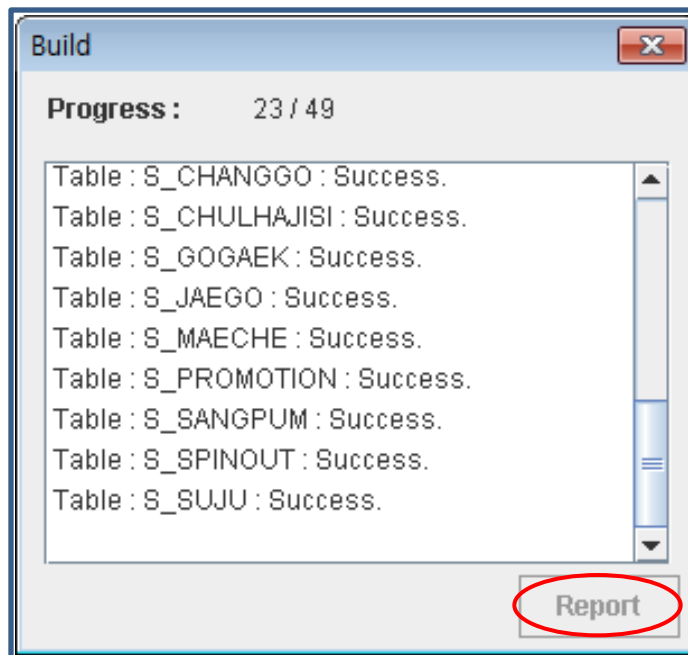 Build
Progress : 23 / 49
Table : S_CHANGGO : Success.
Table : S_CHULHAJISI : Success.
Table : S_GOGAEK : Success.
Table : S_JAEGO : Success.
Table : S_MAECHE : Success.
Table : S_PROMOTION : Success.
Table : S_SANGPUM : Success.
Table : S_SPINOUT : Success.
Table : S_SUJU : Success.
Report